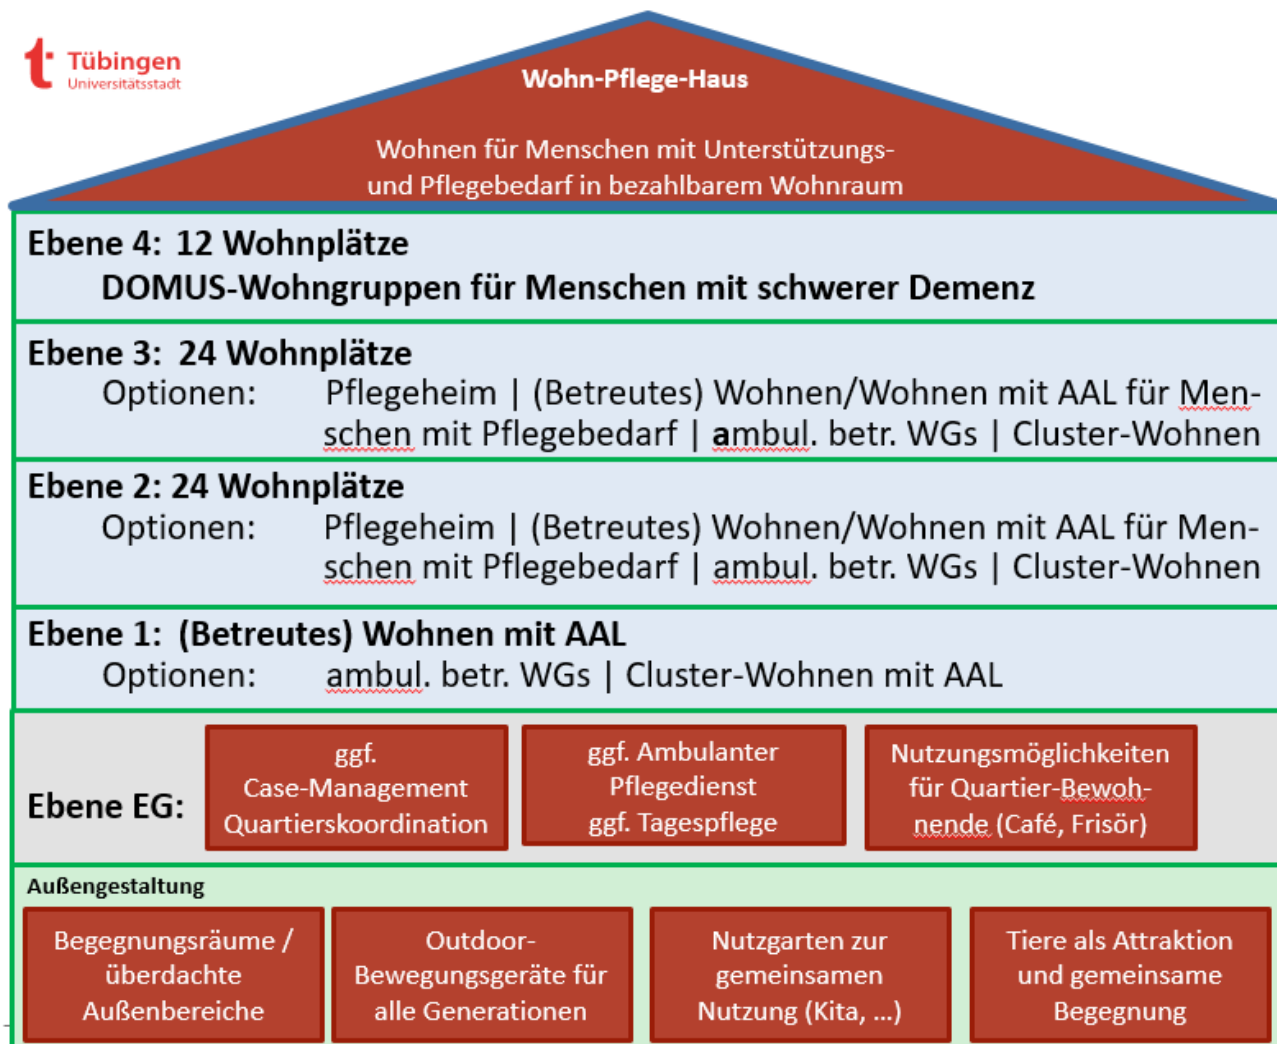 Tübingen
Universitätsstadt
Wohn-Pflege-Haus
Wohnen für Menschen mit Unterstützungs-
und Pflegebedarf in bezahlbarem Wohnraum
Ebene 4: 12 Wohnplätze
DOMUS-Wohngruppen für Menschen mit schwerer Demenz
Ebene 3: 24 Wohnplätze
Optionen: Pflegeheim | (Betreutes) Wohnen/Wohnen mit AAL für Men-
schen mit Pflegebedarf | ambul. betr. WGs | Cluster-Wohnen
Ebene 2: 24 Wohnplätze
Optionen: Pflegeheim | (Betreutes) Wohnen/Wohnen mit AAL für Men-
schen mit Pflegebedarf | ambul. betr. WGs | Cluster-Wohnen
Ebene 1: (Betreutes) Wohnen mit AAL
Optionen: ambul. betr. WGs | Cluster-Wohnen mit AAL
Ebene EG:
ggf.
Case-Management
Quartierskoordination
ggf. Ambulanter
Pflegedienst
ggf. Tagespflege
Nutzungsmöglichkeiten
für Quartier-Bewoh-
nende (Café, Frisör)
Außengestaltung
Begegnungsräume /
überdachte
Außenbereiche
Outdoor-
Bewegungsgeräte für
alle Generationen
Nutzgarten zur
gemeinsamen
Nutzung (Kita, ...)
Tiere als Attraktion
und gemeinsame
Begegnung